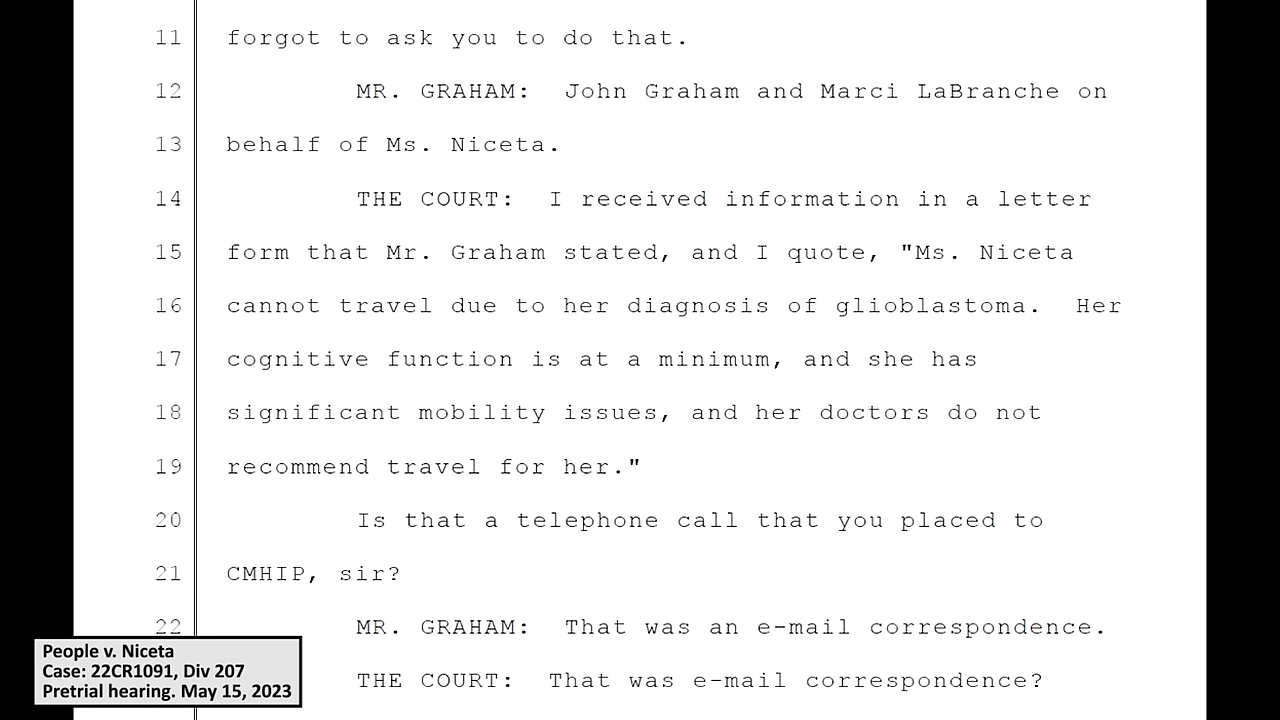 11 forgot to ask you to do that.
12 MR. GRAHAM: John Graham and Marci LaBranche on
13 behalf of Ms. Niceta.
14 THE COURT: I received information in a letter
15 form that Mr. Graham stated, and I quote, "Ms. Niceta
16 cannot travel due to her diagnosis of glioblastoma. Her
17 cognitive function is at a minimum, and she has
18 significant mobility issues, and her doctors do not
19 recommend travel for her."
20 Is that a telephone call that you placed to
21 CMHIP, sir?
22 MR. GRAHAM: That was an e-mail correspondence.
THE COURT: That was e-mail correspondence?
People v. Niceta
Case: 22CR1091, Div 207
Pretrial hearing. May 15, 2023